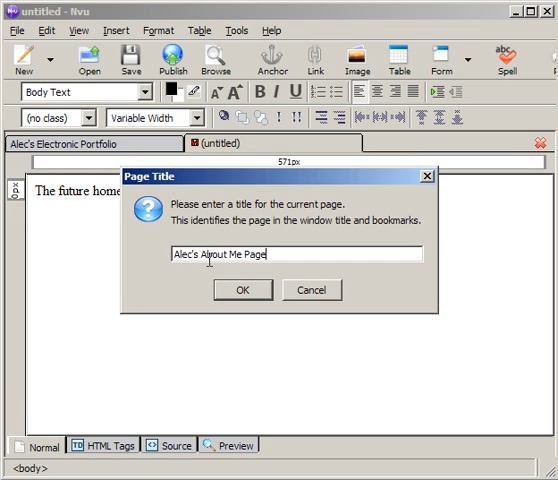 untitled - Nvu
File Edit View Insert Format Table Tools Help
New Open Save Publish Browse Anchor Link Image Table Form Spell
Body Text B I U
(no class) Variable Width
Alec's Electronic Portfolio (untitled)
571px
0px
The future home
Page Title
Please enter a title for the current page.
This identifies the page in the window title and bookmarks.
Alec's About Me Page
OK Cancel
Normal TD HTML Tags Source Preview
<body>